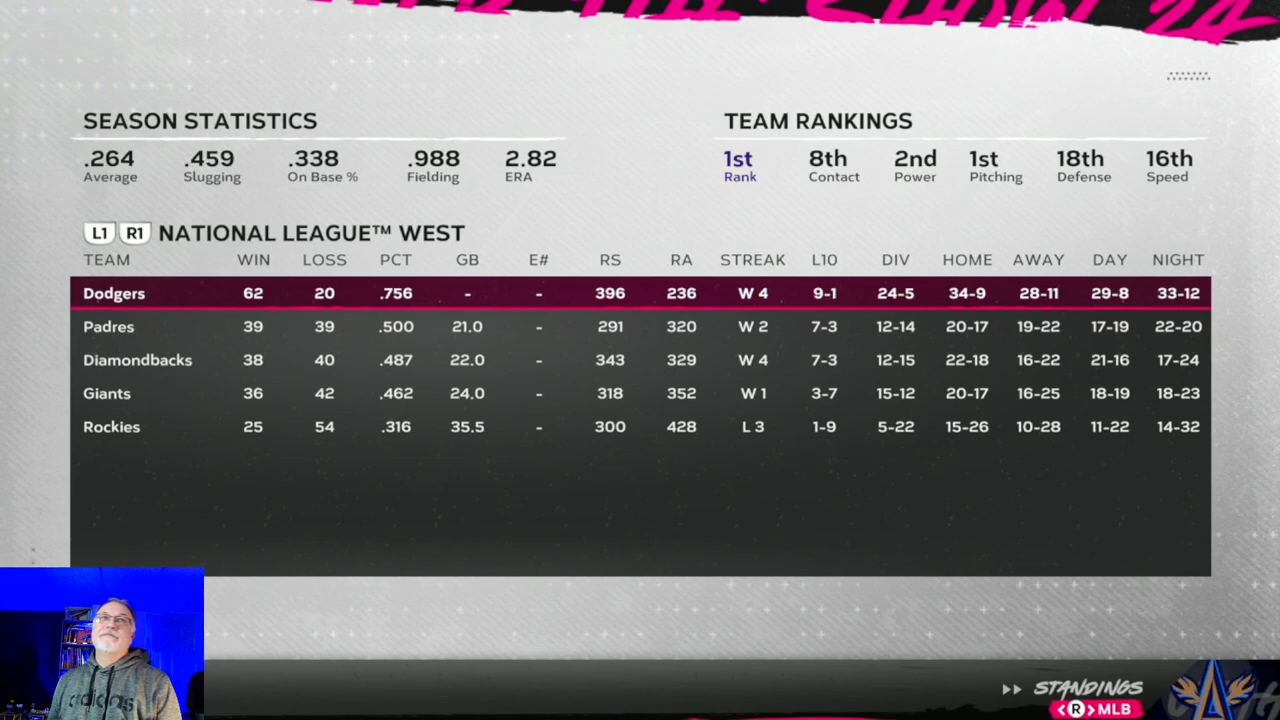 THE SHOW 24
SEASON STATISTICS
TEAM RANKINGS
.264 .459 .338 .988 2.82
Average Slugging On Base % Fielding ERA
1st 8th 2nd 1st 18th 16th
Rank Contact Power Pitching Defense Speed
L1 R1 NATIONAL LEAGUE™ WEST
TEAM WIN LOSS PCT GB E# RS RA STREAK L10 DIV HOME AWAY DAY NIGHT
Dodgers 62 20 .756 - - 396 236 W 4 9-1 24-5 34-9 28-11 29-8 33-12
Padres 39 39 .500 21.0 - 291 320 W 2 7-3 12-14 20-17 19-22 17-19 22-20
Diamondbacks 38 40 .487 22.0 - 343 329 W 4 7-3 12-15 22-18 16-22 21-16 17-24
Giants 36 42 .462 24.0 - 318 352 W 1 3-7 15-12 20-17 16-25 18-19 18-23
Rockies 25 54 .316 35.5 - 300 428 L 3 1-9 5-22 15-26 10-28 11-22 14-32
adidas
STANDINGS
<R> MLB